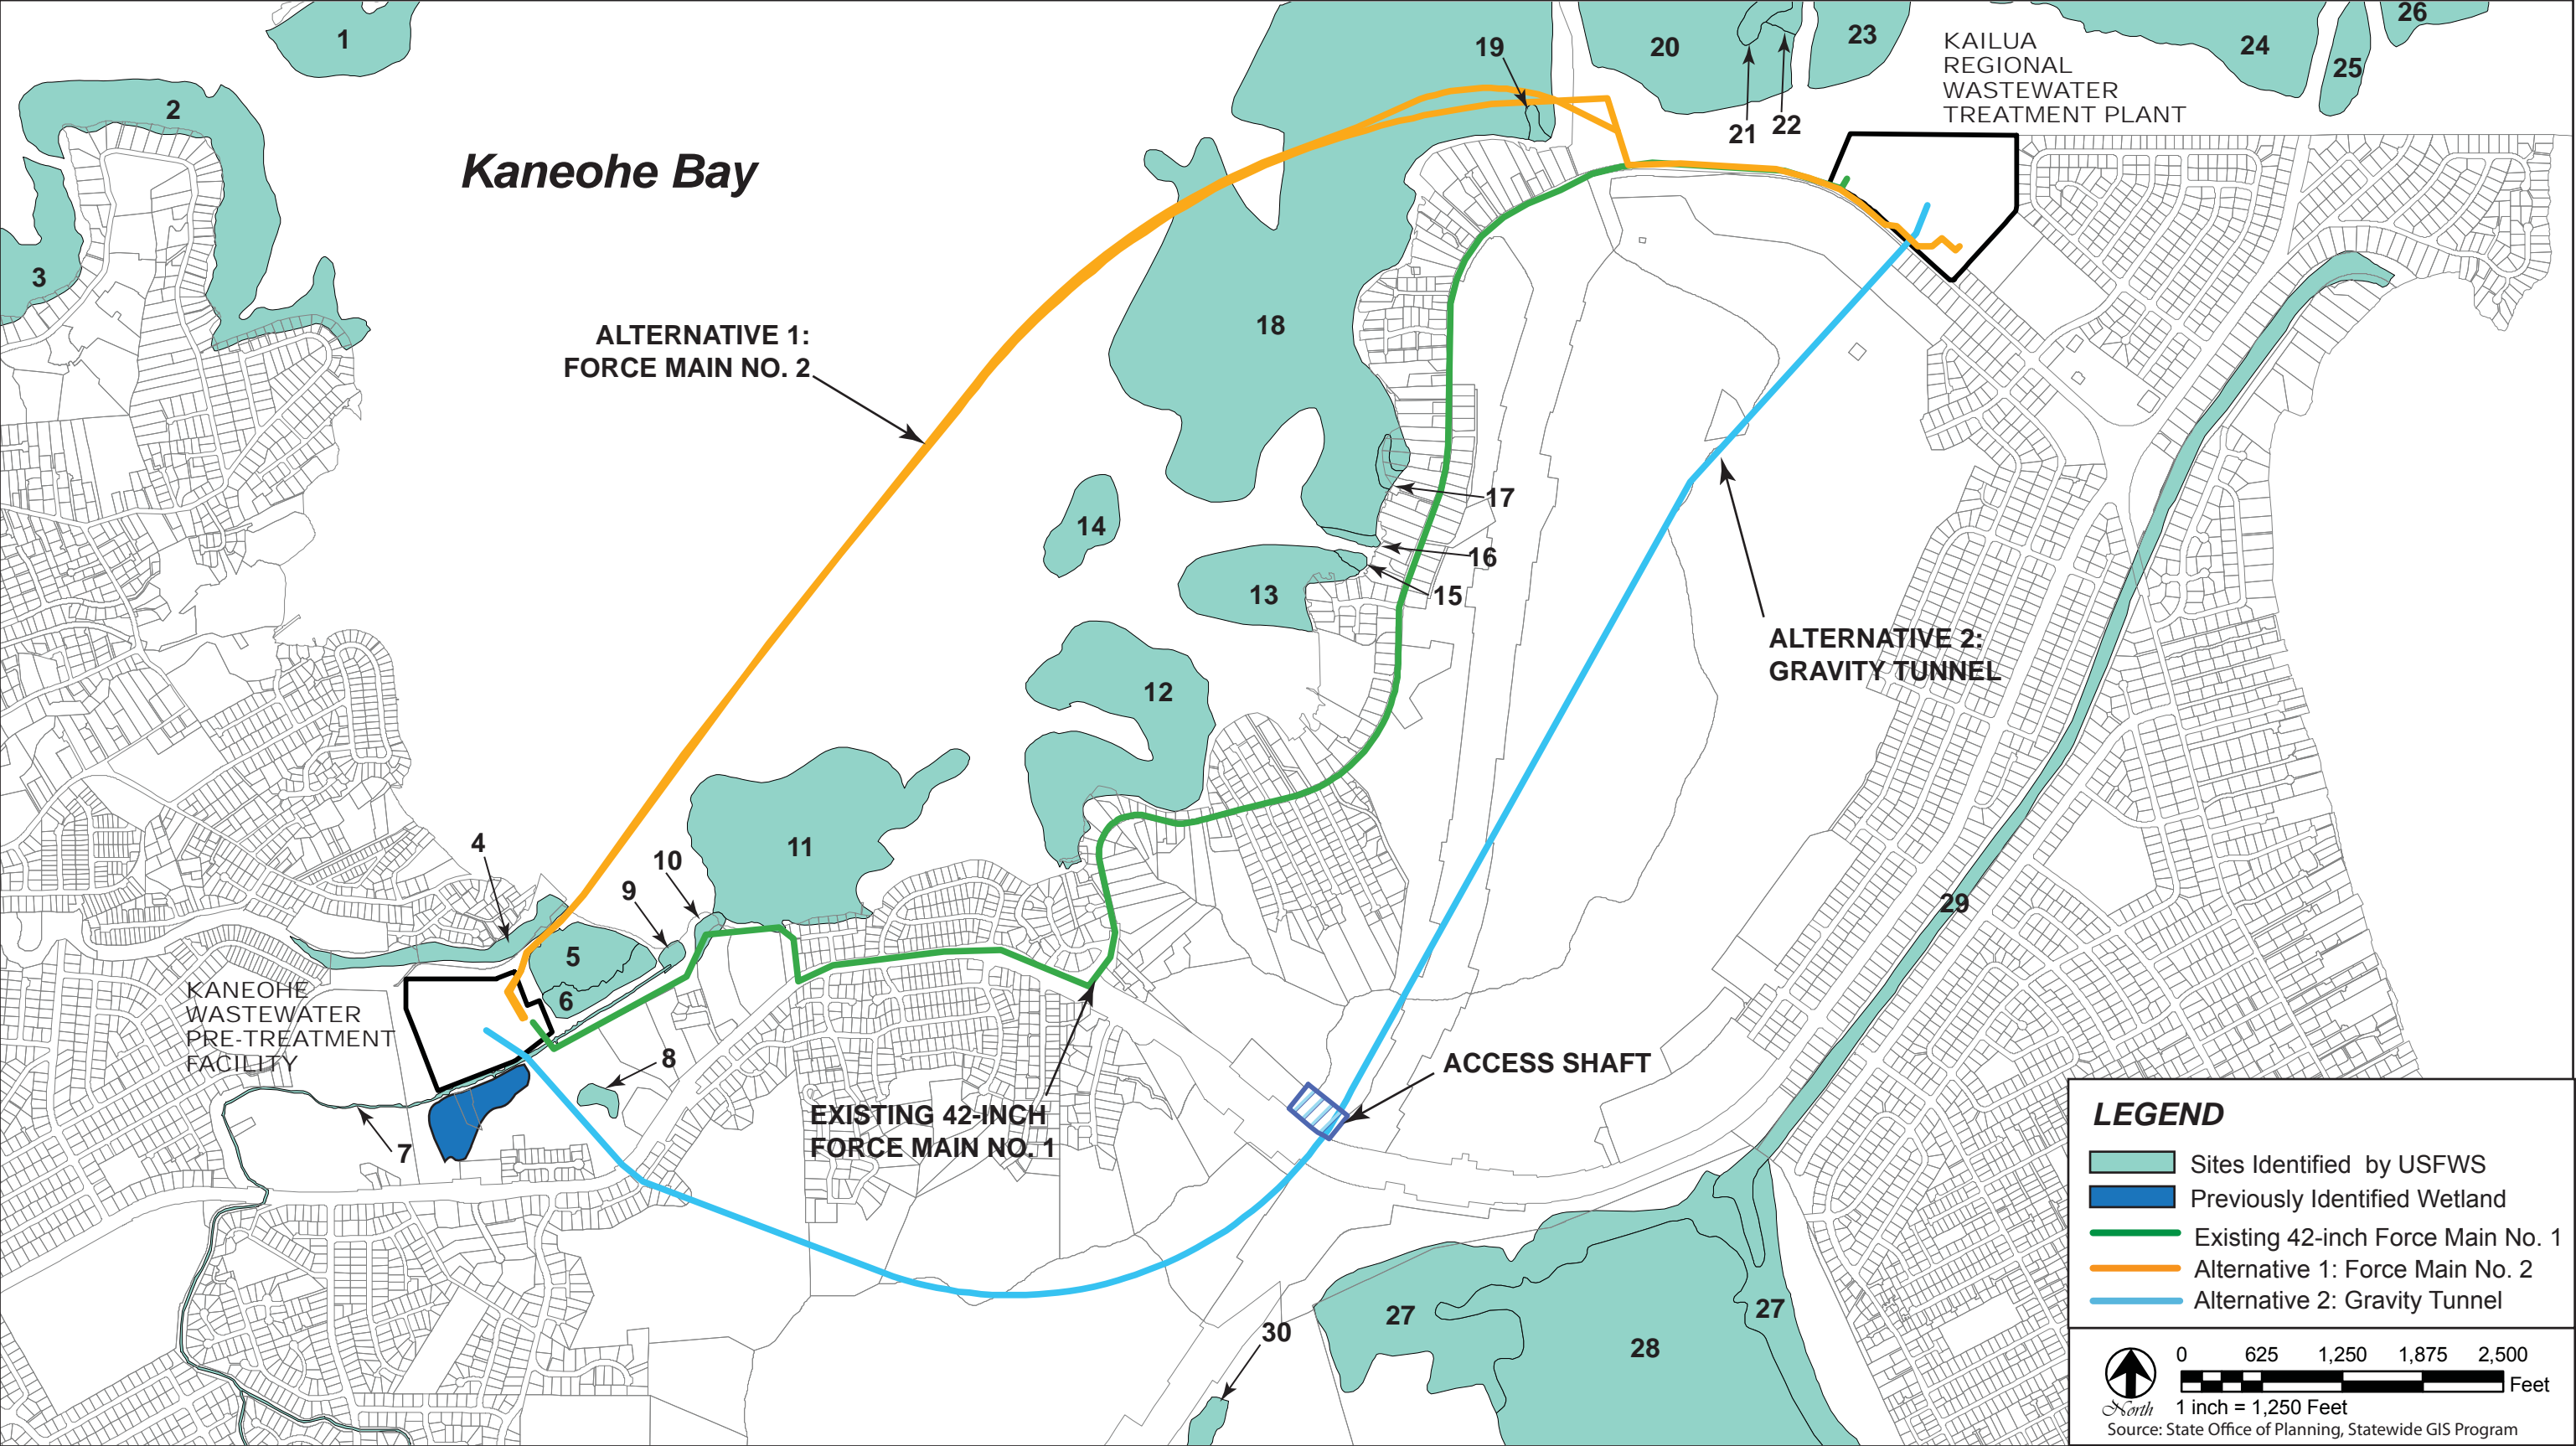 1
2
3
Kaneohe Bay
19
20
21
22
23
24
25
26
KAILUA
REGIONAL
WASTEWATER
TREATMENT PLANT
ALTERNATIVE 1:
FORCE MAIN NO. 2
18
17
16
15
14
13
12
ALTERNATIVE 2:
GRAVITY TUNNEL
11
10
9
4
5
6
KANEOHE
WASTEWATER
PRE-TREATMENT
FACILITY
8
7
EXISTING 42-INCH
FORCE MAIN NO. 1
ACCESS SHAFT
29
27
27
28
30
LEGEND
Sites Identified by USFWS
Previously Identified Wetland
Existing 42-inch Force Main No. 1
Alternative 1: Force Main No. 2
Alternative 2: Gravity Tunnel
0 625 1,250 1,875 2,500
Feet
North
1 inch = 1,250 Feet
Source: State Office of Planning, Statewide GIS Program